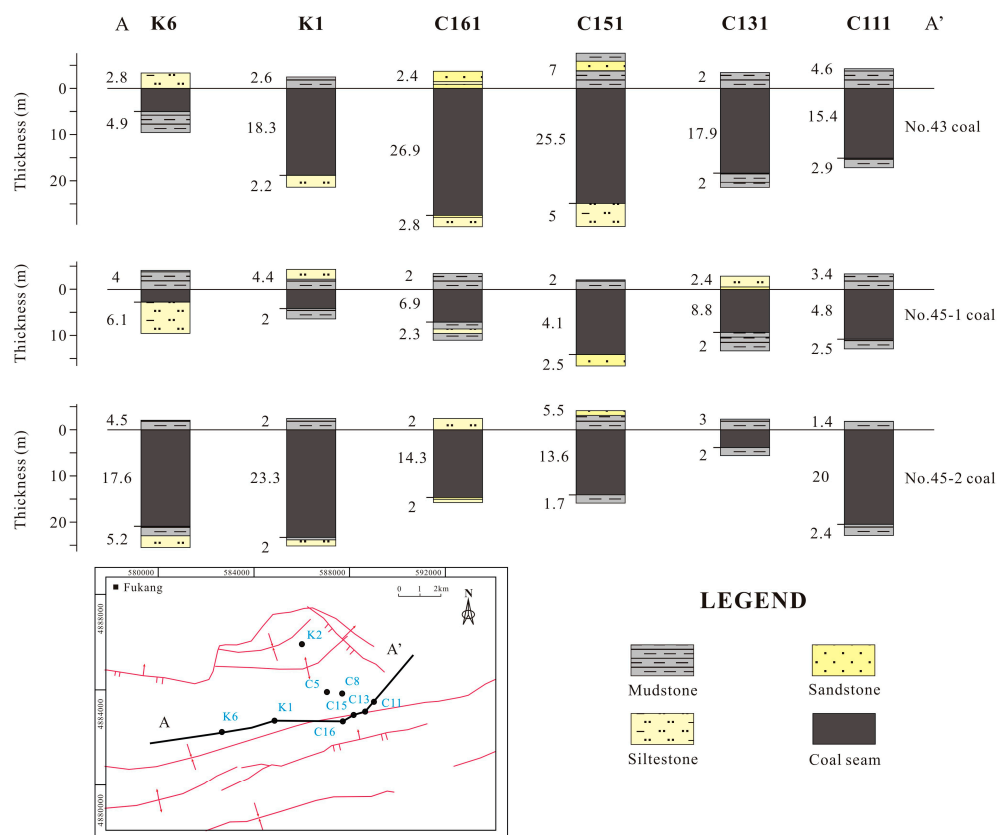 A K6 K1 C161 C151 C131 C111 A'
Thickness (m)
0
10
20
2.8
4.9
2.6
18.3
2.2
2.4
26.9
2.8
7
25.5
5
2
17.9
2
4.6
15.4
2.9
No.43 coal
Thickness (m)
0
10
4
6.1
4.4
2
2
6.9
2.3
2
4.1
2.5
2.4
8.8
2
3.4
4.8
2.5
No.45-1 coal
Thickness (m)
0
10
20
4.5
17.6
5.2
2
23.3
2
2
14.3
2
5.5
13.6
1.7
3
2
1.4
20
2.4
No.45-2 coal
580000 584000 588000 592000
4888000
4884000
4880000
Fukang
0 1 2km
N
K2
A'
C5
C8
C15
C13
C11
A
K6
K1
C16
LEGEND
Mudstone
Sandstone
Siltestone
Coal seam